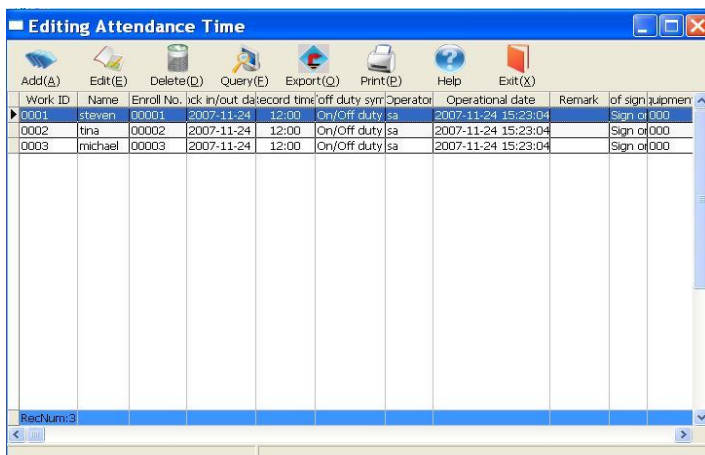 Editing Attendance Time
Add(A) Edit(E) Delete(D) Query(F) Export(O) Print(P) Help Exit(X)
Work ID Name Enroll No. ick in/out da ecord time off duty sym Operator Operational date Remark of sign quipmen
0001 steven 00001 2007-11-24 12:00 On/Off duty sa 2007-11-24 15:23:04 Sign or 000
0002 tina 00002 2007-11-24 12:00 On/Off duty sa 2007-11-24 15:23:04 Sign or 000
0003 michael 00003 2007-11-24 12:00 On/Off duty sa 2007-11-24 15:23:04 Sign or 000
RecNum:3